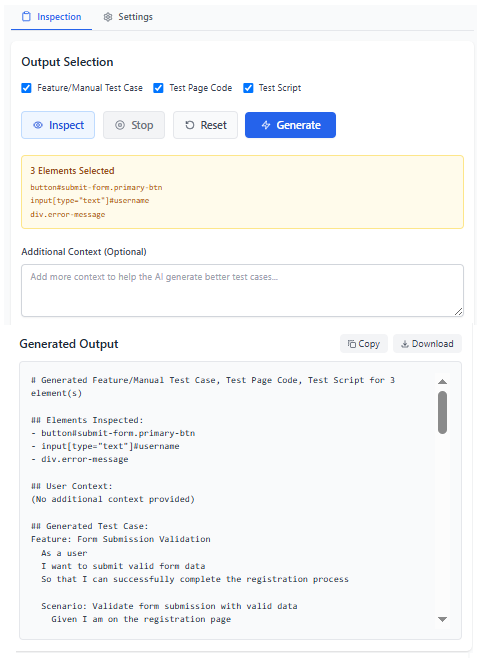 Inspection Settings
Output Selection
Feature/Manual Test Case Test Page Code Test Script
Inspect Stop Reset Generate
3 Elements Selected
button#submit-form.primary-btn
input[type="text"]#username
div.error-message
Additional Context (Optional)
Add more context to help the AI generate better test cases...
Generated Output Copy Download
# Generated Feature/Manual Test Case, Test Page Code, Test Script for 3
element(s)
## Elements Inspected:
- button#submit-form.primary-btn
- input[type="text"]#username
- div.error-message
## User Context:
(No additional context provided)
## Generated Test Case:
Feature: Form Submission Validation
As a user
I want to submit valid form data
So that I can successfully complete the registration process
Scenario: Validate form submission with valid data
Given I am on the registration page